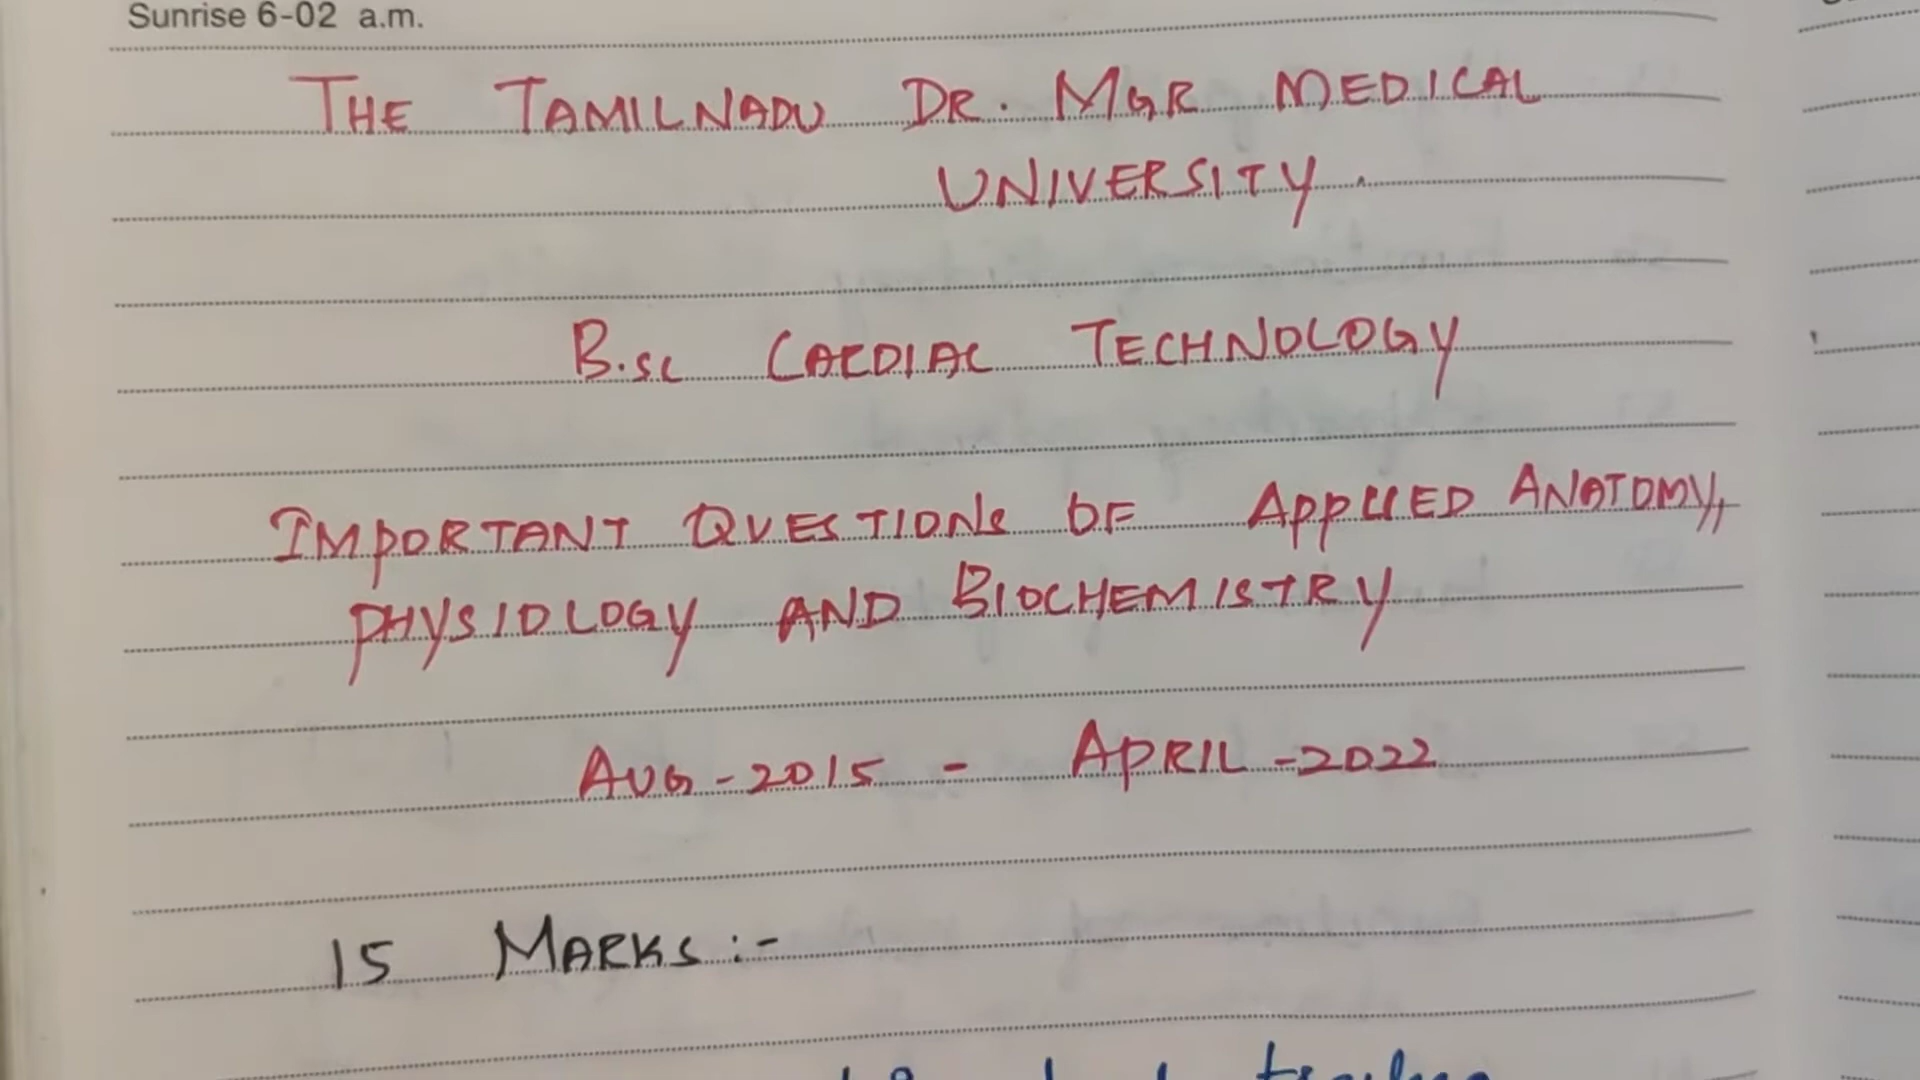 Sunrise 6-02 a.m.
THE TAMILNADU DR. MGR MEDICAL
UNIVERSITY.
B.sc CARDIAC TECHNOLOGY
IMPORTANT QUESTIONS OF APPLIED ANATOMY,
PHYSIOLOGY AND BIOCHEMISTRY
AUG-2015 - APRIL-2022
15 MARKS:-